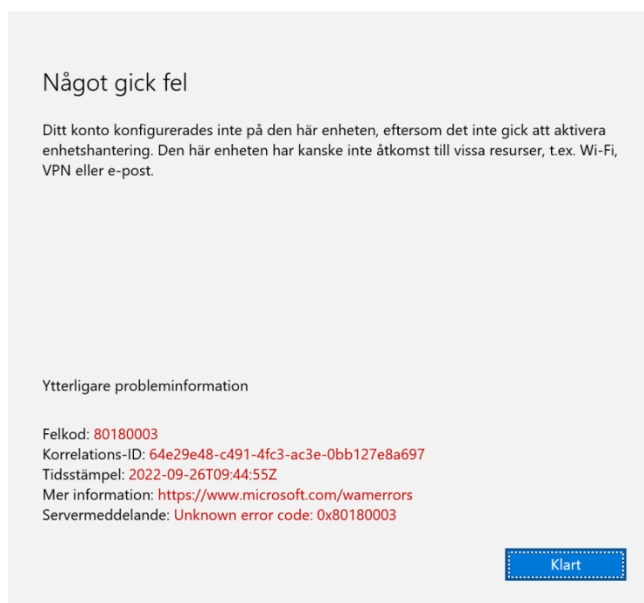 Något gick fel
Ditt konto konfigurerades inte på den här enheten, eftersom det inte gick att aktivera
enhetshantering. Den här enheten har kanske inte åtkomst till vissa resurser, t.ex. Wi-Fi,
VPN eller e-post.
Ytterligare probleminformation
Felkod: 80180003
Korrelations-ID: 64e29e48-c491-4fc3-ac3e-0bb127e8a697
Tidsstämpel: 2022-09-26T09:44:55Z
Mer information: https://www.microsoft.com/wamerrors
Servermeddelande: Unknown error code: 0x80180003
Klart